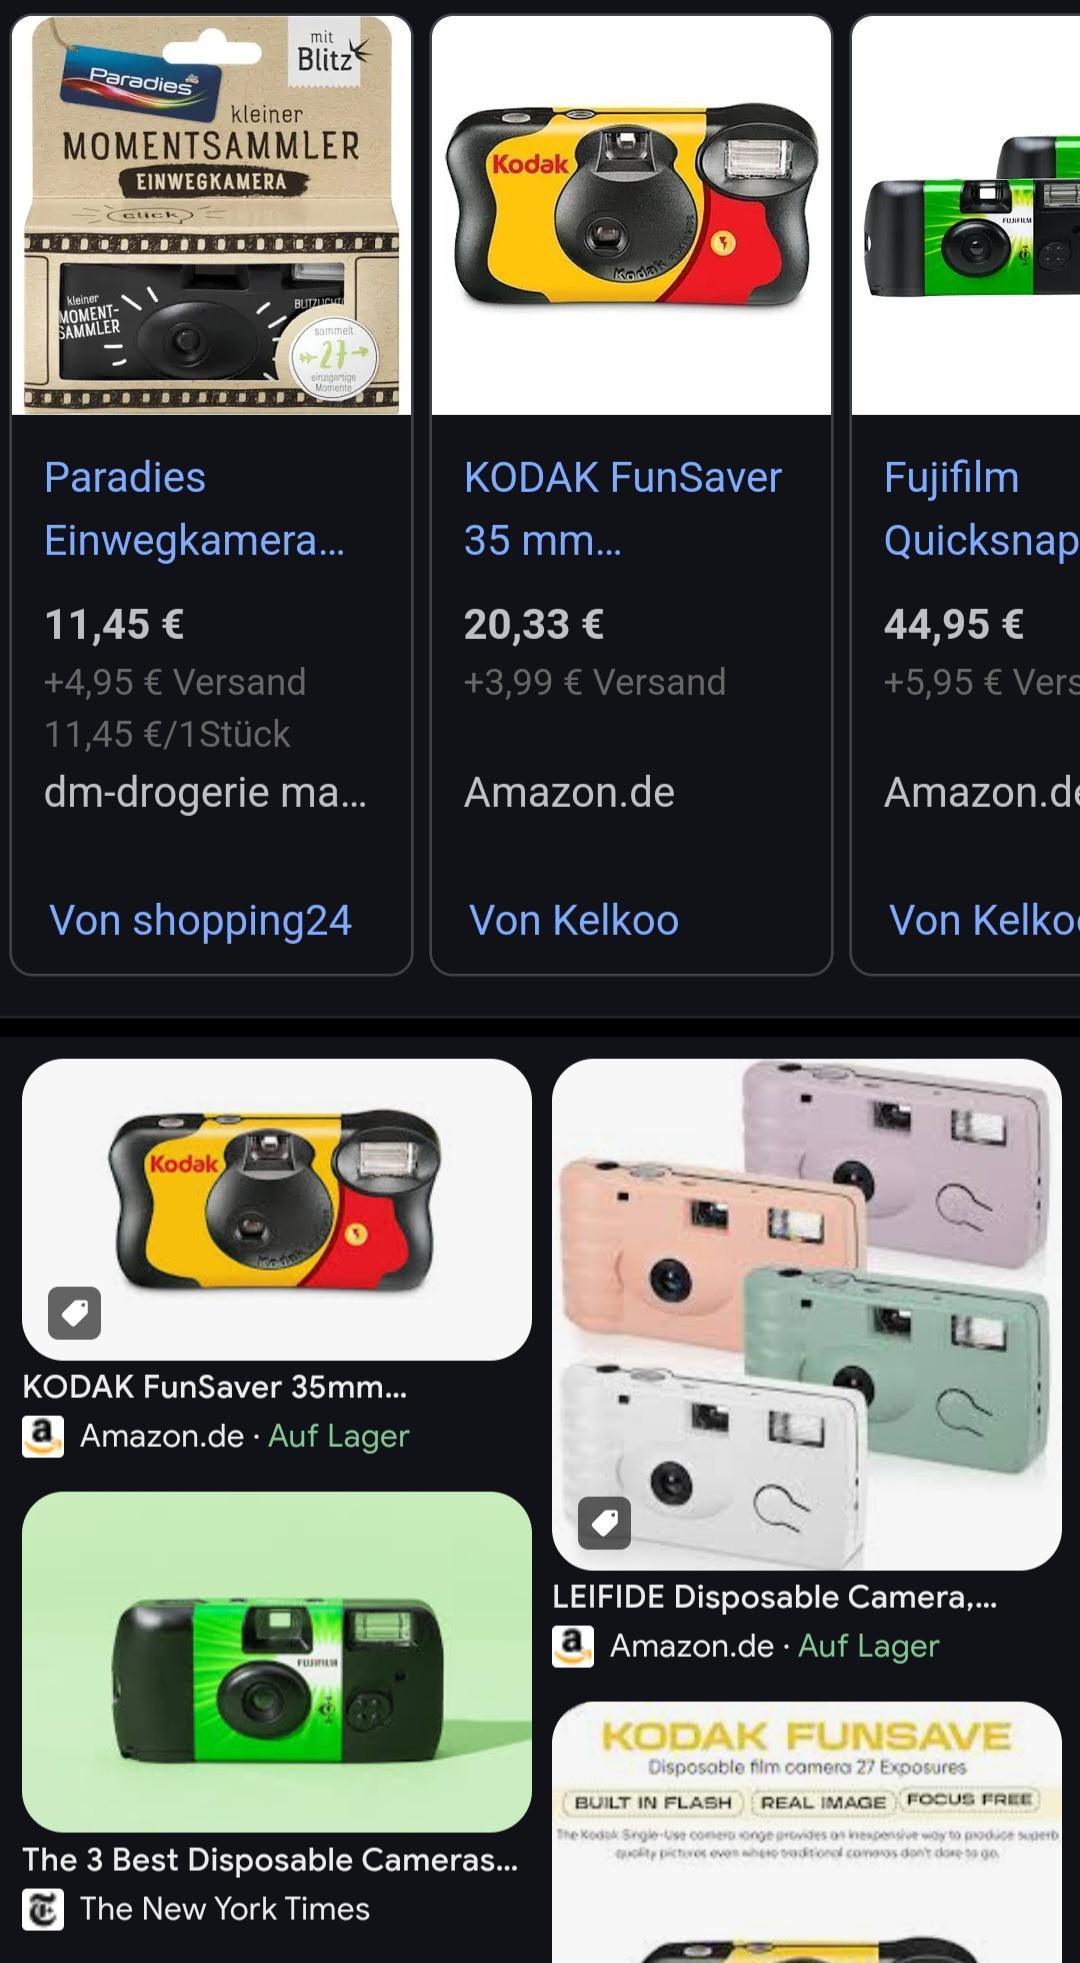 Paradies
mit
Blitz
kleiner
MOMENTSAMMLER
EINWEGKAMERA
click
kleiner
MOMENT-
SAMMLER
sammelt
27
einzigartige
Momente
Paradies
Einwegkamera...
11,45 €
+4,95 € Versand
11,45 €/1Stück
dm-drogerie ma...
Von shopping24
Kodak
Kodak
KODAK FunSaver
35 mm...
20,33 €
+3,99 € Versand
Amazon.de
Von Kelkoo
FUJIFILM
Fujifilm
Quicksnap
44,95 €
+5,95 € Vers
Amazon.de
Von Kelkoo
Kodak
Kodak
KODAK FunSaver 35mm...
Amazon.de · Auf Lager
LEIFIDE Disposable Camera,...
Amazon.de · Auf Lager
FUJIFILM
The 3 Best Disposable Cameras...
The New York Times
KODAK FUNSAVE
Disposable film camera 27 Exposures
BUILT IN FLASH
REAL IMAGE
FOCUS FREE
The Kodak Single-Use camera range provides an inexpensive way to produce superb
quality pictures even where traditional cameras don't dare to go.